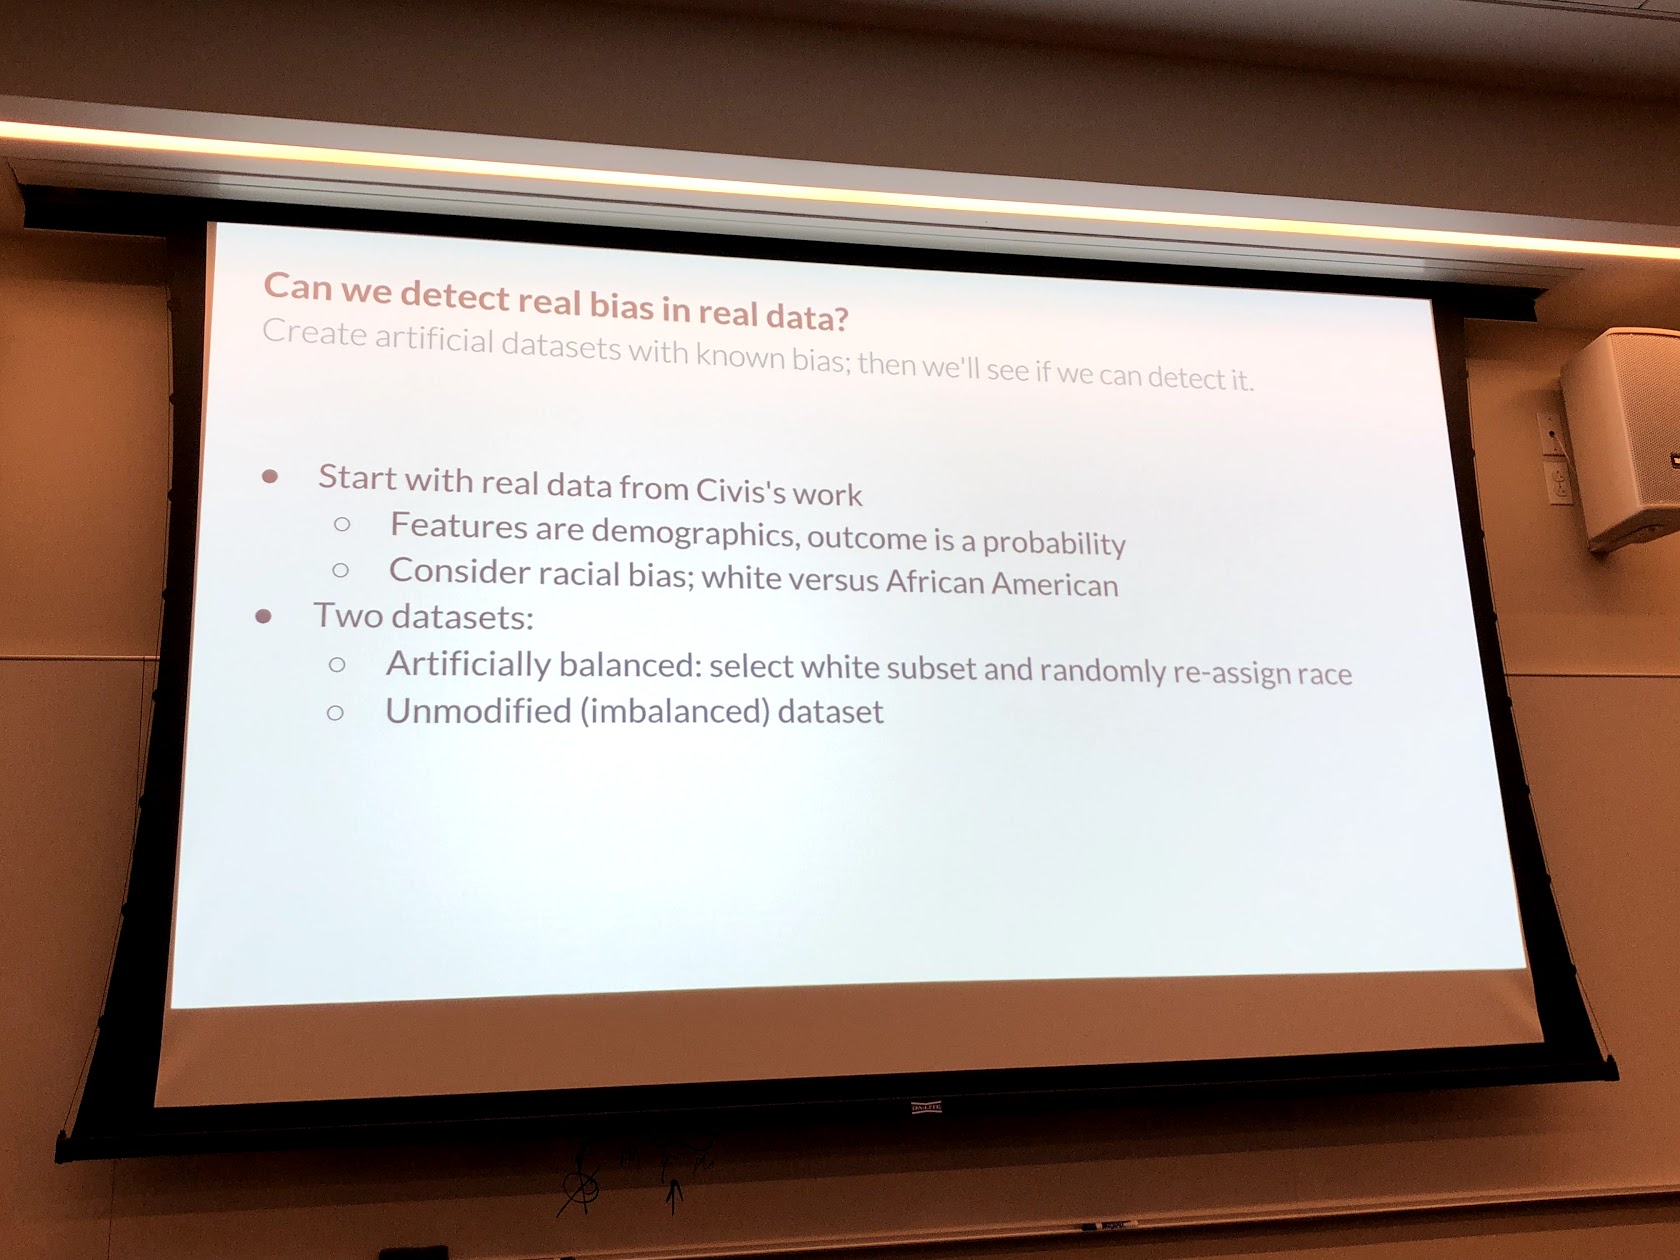 Can we detect real bias in real data?
Create artificial datasets with known bias; then we'll see if we can detect it.
● Start with real data from Civis's work
○ Features are demographics, outcome is a probability
○ Consider racial bias; white versus African American
● Two datasets:
○ Artificially balanced: select white subset and randomly re-assign race
○ Unmodified (imbalanced) dataset
DA-LITE